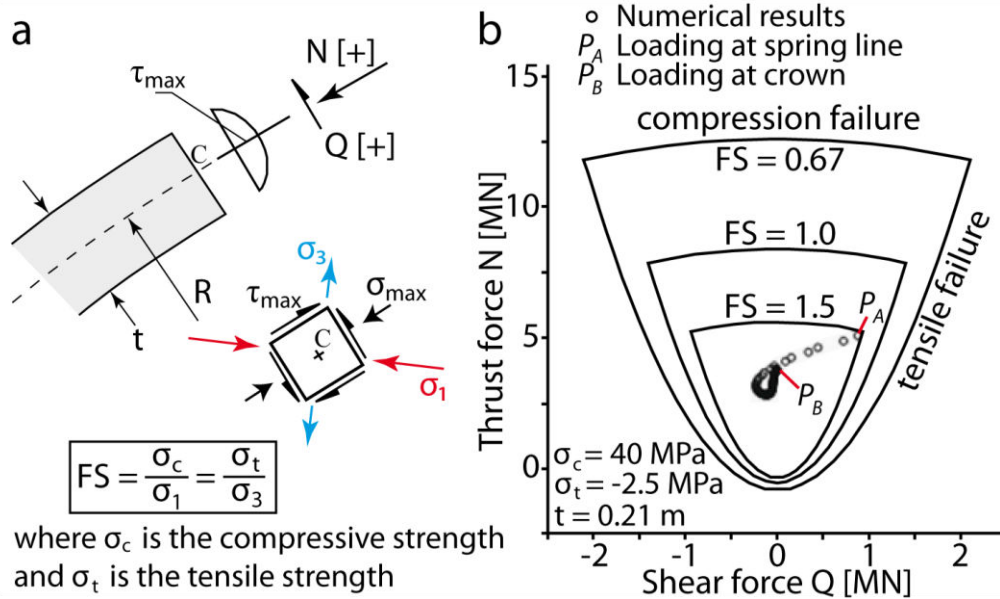 a
N [+]
τmax
Q [+]
C
R
t
σ3
τmax
σmax
C
σ1
FS = σc/σ1 = σt/σ3
where σc is the compressive strength
and σt is the tensile strength
b
Numerical results
PA Loading at spring line
PB Loading at crown
15
10
5
0
Thrust force N [MN]
compression failure
FS = 0.67
FS = 1.0
FS = 1.5
PA
PB
tensile failure
σc = 40 MPa
σt = -2.5 MPa
t = 0.21 m
-2 -1 0 1 2
Shear force Q [MN]